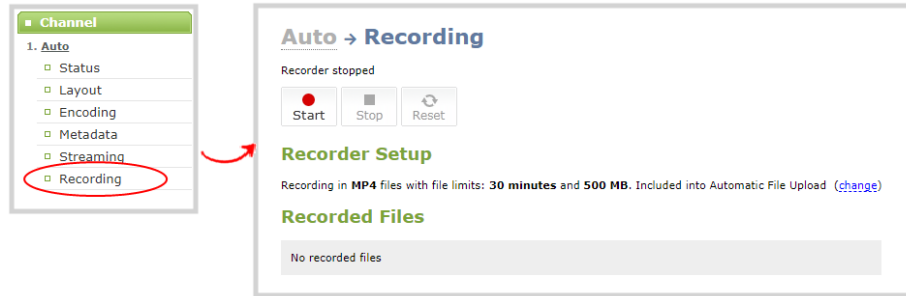 Channel
1. Auto
Status
Layout
Encoding
Metadata
Streaming
Recording
Auto → Recording
Recorder stopped
Start Stop Reset
Recorder Setup
Recording in MP4 files with file limits: 30 minutes and 500 MB. Included into Automatic File Upload (change)
Recorded Files
No recorded files